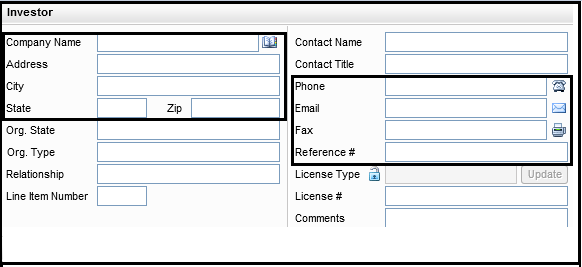 Investor
Company Name
Address
City
State Zip
Org. State
Org. Type
Relationship
Line Item Number
Contact Name
Contact Title
Phone
Email
Fax
Reference #
License Type Update
License #
Comments